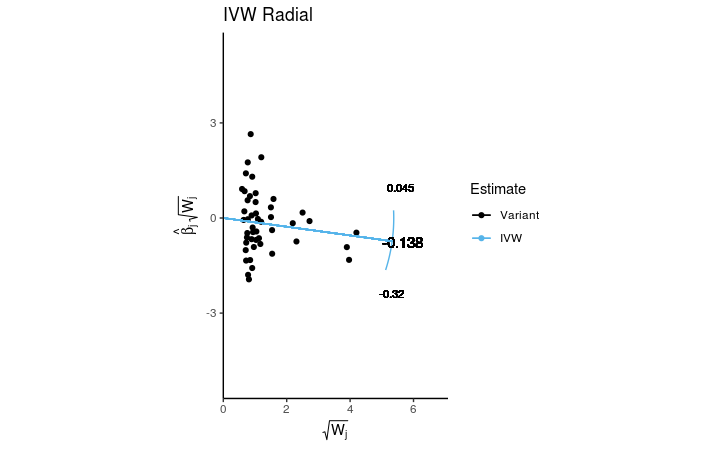 IVW Radial
3
0
-3
β̂j√Wj
0.045
-0.138
-0.32
0
2
4
6
√Wj
Estimate
Variant
IVW